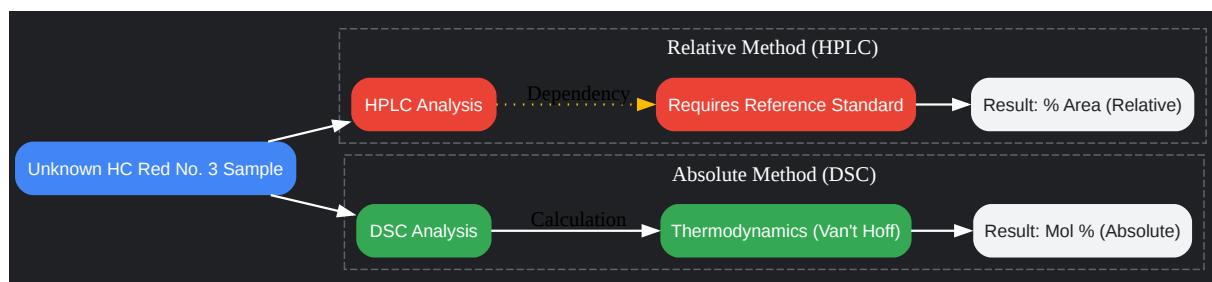 Relative Method (HPLC)
HPLC Analysis
Dependency
Requires Reference Standard
Result: % Area (Relative)
Unknown HC Red No. 3 Sample
Absolute Method (DSC)
DSC Analysis
Calculation
Thermodynamics (Van't Hoff)
Result: Mol % (Absolute)